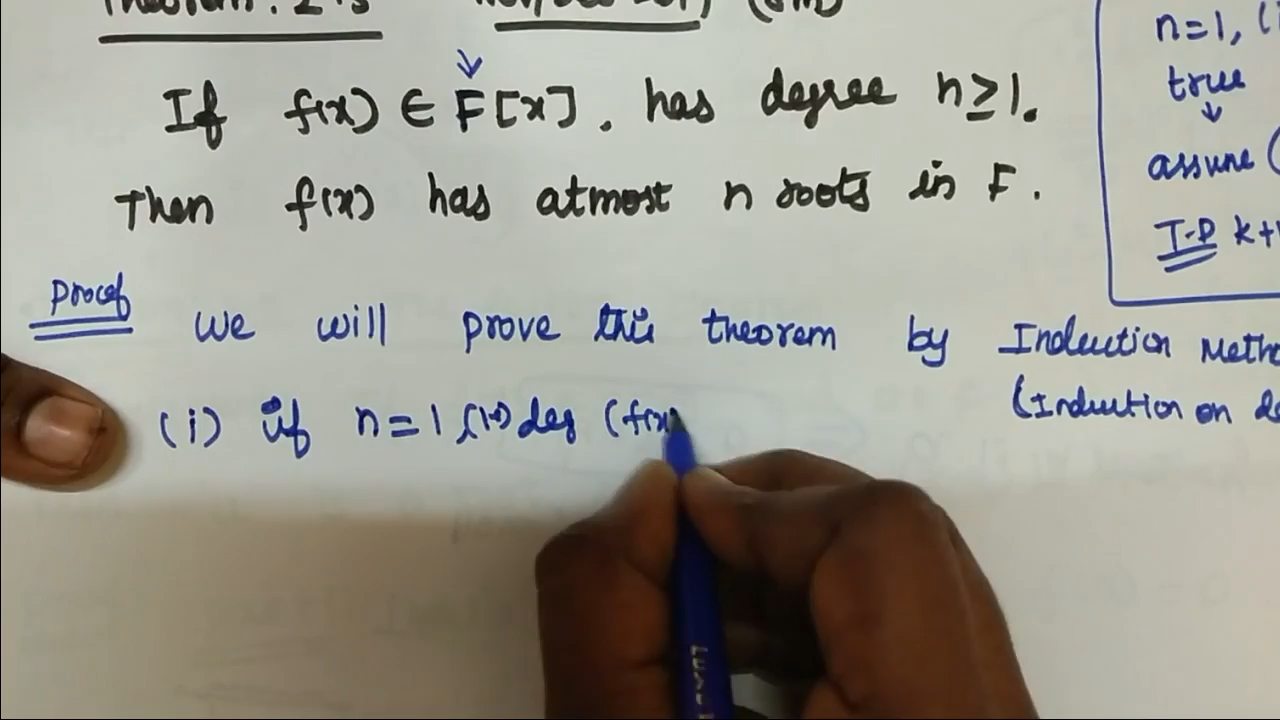 If f(x) ∈ F[x]. has degree n ≥ 1.
Then f(x) has atmost n roots in F.
Proof We will prove this theorem by Induction
(Induction on
(i) if n=1, (ie) deg (f(x)
n=1,
true
↓
assume
I.P k+